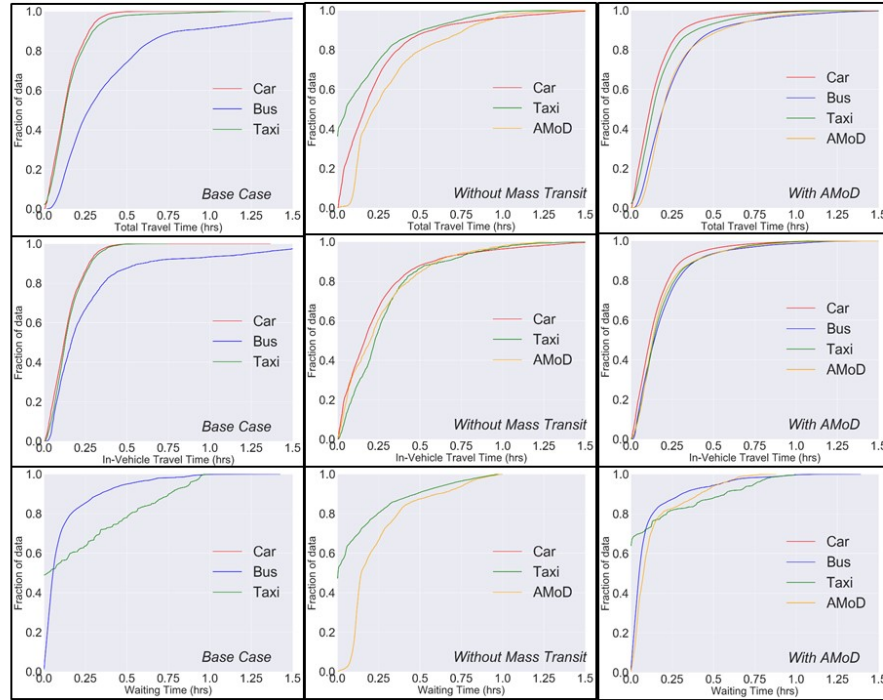 Fraction of data
1.0
0.8
0.6
0.4
0.2
0.0
Car
Bus
Taxi
Base Case
0.0 0.25 0.5 0.75 1.0 1.25 1.5
Total Travel Time (hrs)
Fraction of data
1.0
0.8
0.6
0.4
0.2
0.0
Car
Taxi
AMoD
Without Mass Transit
0.0 0.25 0.5 0.75 1.0 1.25 1.5
Total Travel Time (hrs)
Fraction of data
1.0
0.8
0.6
0.4
0.2
0.0
Car
Bus
Taxi
AMoD
With AMoD
0.0 0.25 0.5 0.75 1.0 1.25 1.5
Total Travel Time (hrs)
Fraction of data
1.0
0.8
0.6
0.4
0.2
0.0
Car
Bus
Taxi
Base Case
0.0 0.25 0.5 0.75 1.0 1.25 1.5
In-Vehicle Travel Time (hrs)
Fraction of data
1.0
0.8
0.6
0.4
0.2
0.0
Car
Taxi
AMoD
Without Mass Transit
0.0 0.25 0.5 0.75 1.0 1.25 1.5
In-Vehicle Travel Time (hrs)
Fraction of data
1.0
0.8
0.6
0.4
0.2
0.0
Car
Bus
Taxi
AMoD
With AMoD
0.0 0.25 0.5 0.75 1.0 1.25 1.5
In-Vehicle Travel Time (hrs)
Fraction of data
1.0
0.8
0.6
0.4
0.2
0.0
Car
Bus
Taxi
Base Case
0.0 0.25 0.5 0.75 1.0 1.25 1.5
Waiting Time (hrs)
Fraction of data
1.0
0.8
0.6
0.4
0.2
0.0
Car
Taxi
AMoD
Without Mass Transit
0.0 0.25 0.5 0.75 1.0 1.25 1.5
Waiting Time (hrs)
Fraction of data
1.0
0.8
0.6
0.4
0.2
0.0
Car
Bus
Taxi
AMoD
With AMoD
0.0 0.25 0.5 0.75 1.0 1.25 1.5
Waiting Time (hrs)